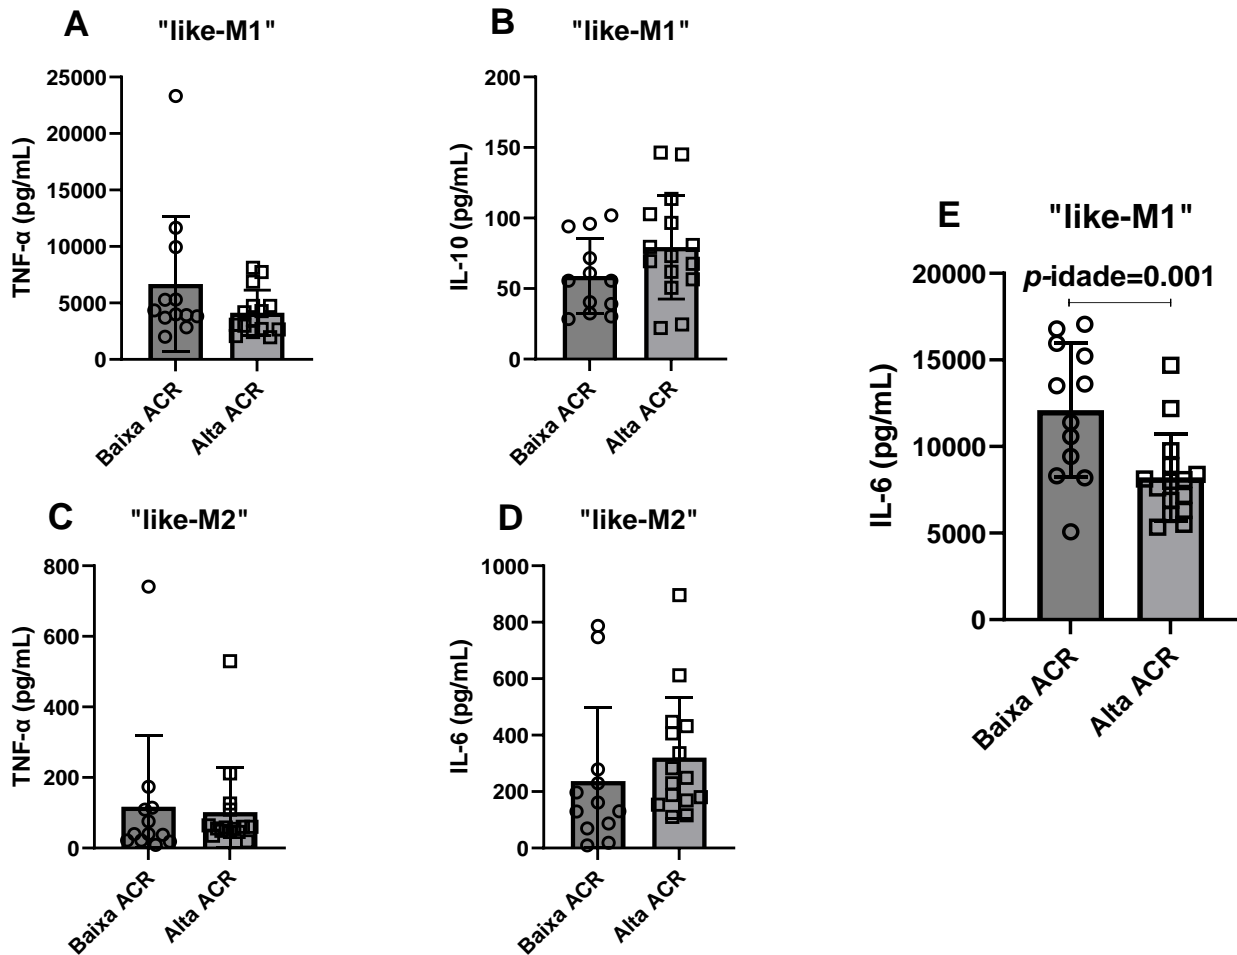 A
"like-M1"
TNF-α (pg/mL)
25000
20000
15000
10000
5000
0
Baixa ACR
Alta ACR
B
"like-M1"
IL-10 (pg/mL)
200
150
100
50
0
Baixa ACR
Alta ACR
C
"like-M2"
TNF-α (pg/mL)
800
600
400
200
0
Baixa ACR
Alta ACR
D
"like-M2"
IL-6 (pg/mL)
1000
800
600
400
200
0
Baixa ACR
Alta ACR
E
"like-M1"
p-idade=0.001
IL-6 (pg/mL)
20000
15000
10000
5000
0
Baixa ACR
Alta ACR